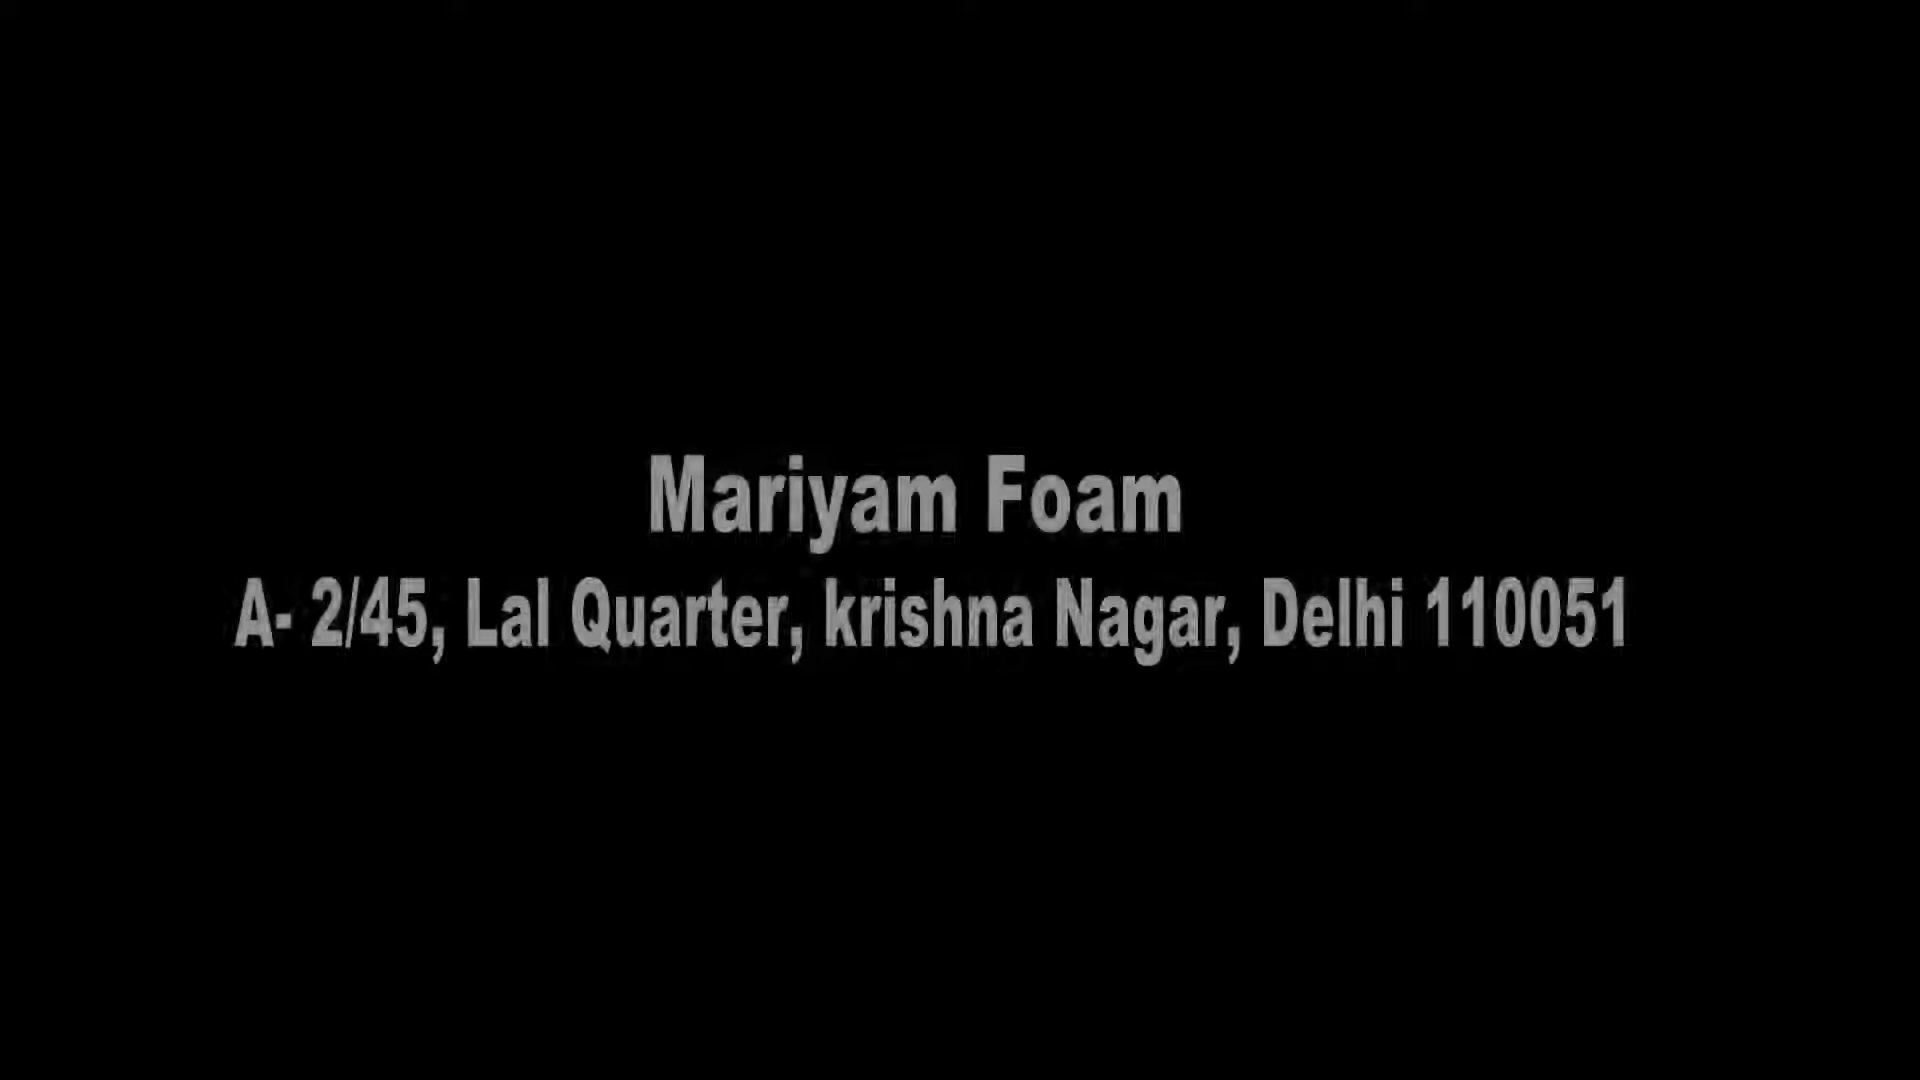 Mariyam Foam
A- 2/45, Lal Quarter, krishna Nagar, Delhi 110051